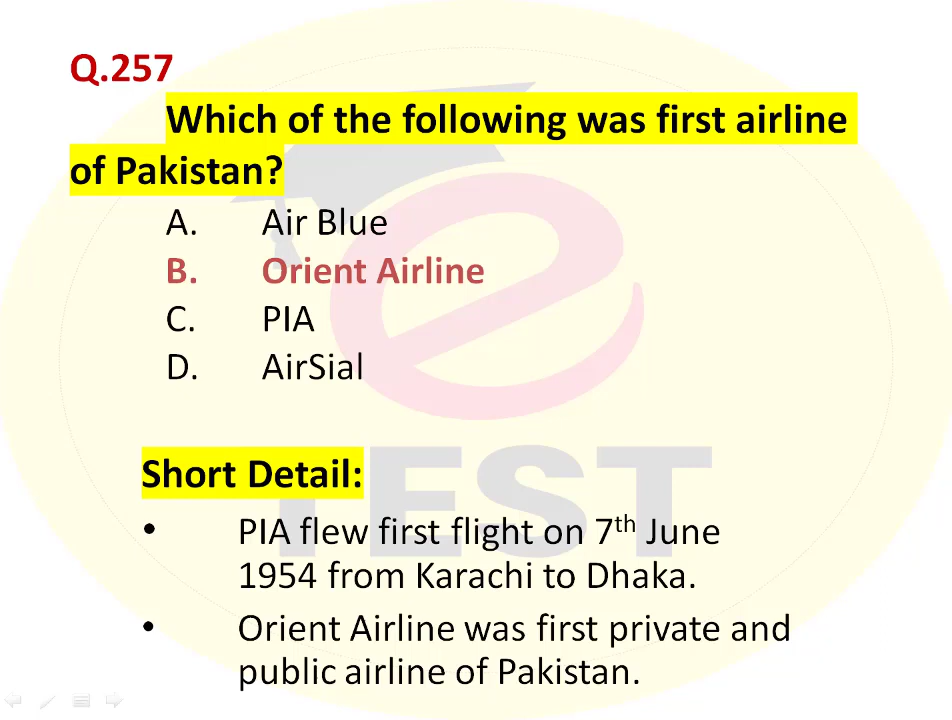 Q.257
Which of the following was first airline
of Pakistan?
A. Air Blue
B. Orient Airline
C. PIA
D. AirSial
Short Detail:
• PIA flew first flight on 7th June
1954 from Karachi to Dhaka.
• Orient Airline was first private and
public airline of Pakistan.
e
TEST